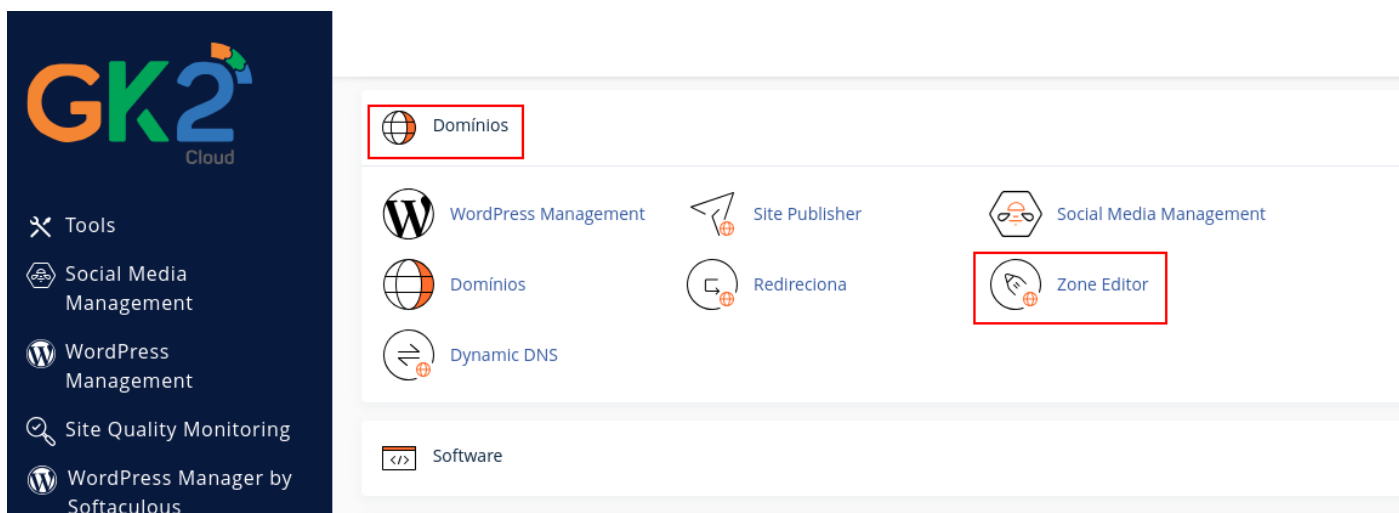 GK2
Cloud
Tools
Social Media
Management
WordPress
Management
Site Quality Monitoring
WordPress Manager by
Softaculous
Domínios
WordPress Management
Site Publisher
Social Media Management
Domínios
Redireciona
Zone Editor
Dynamic DNS
Software